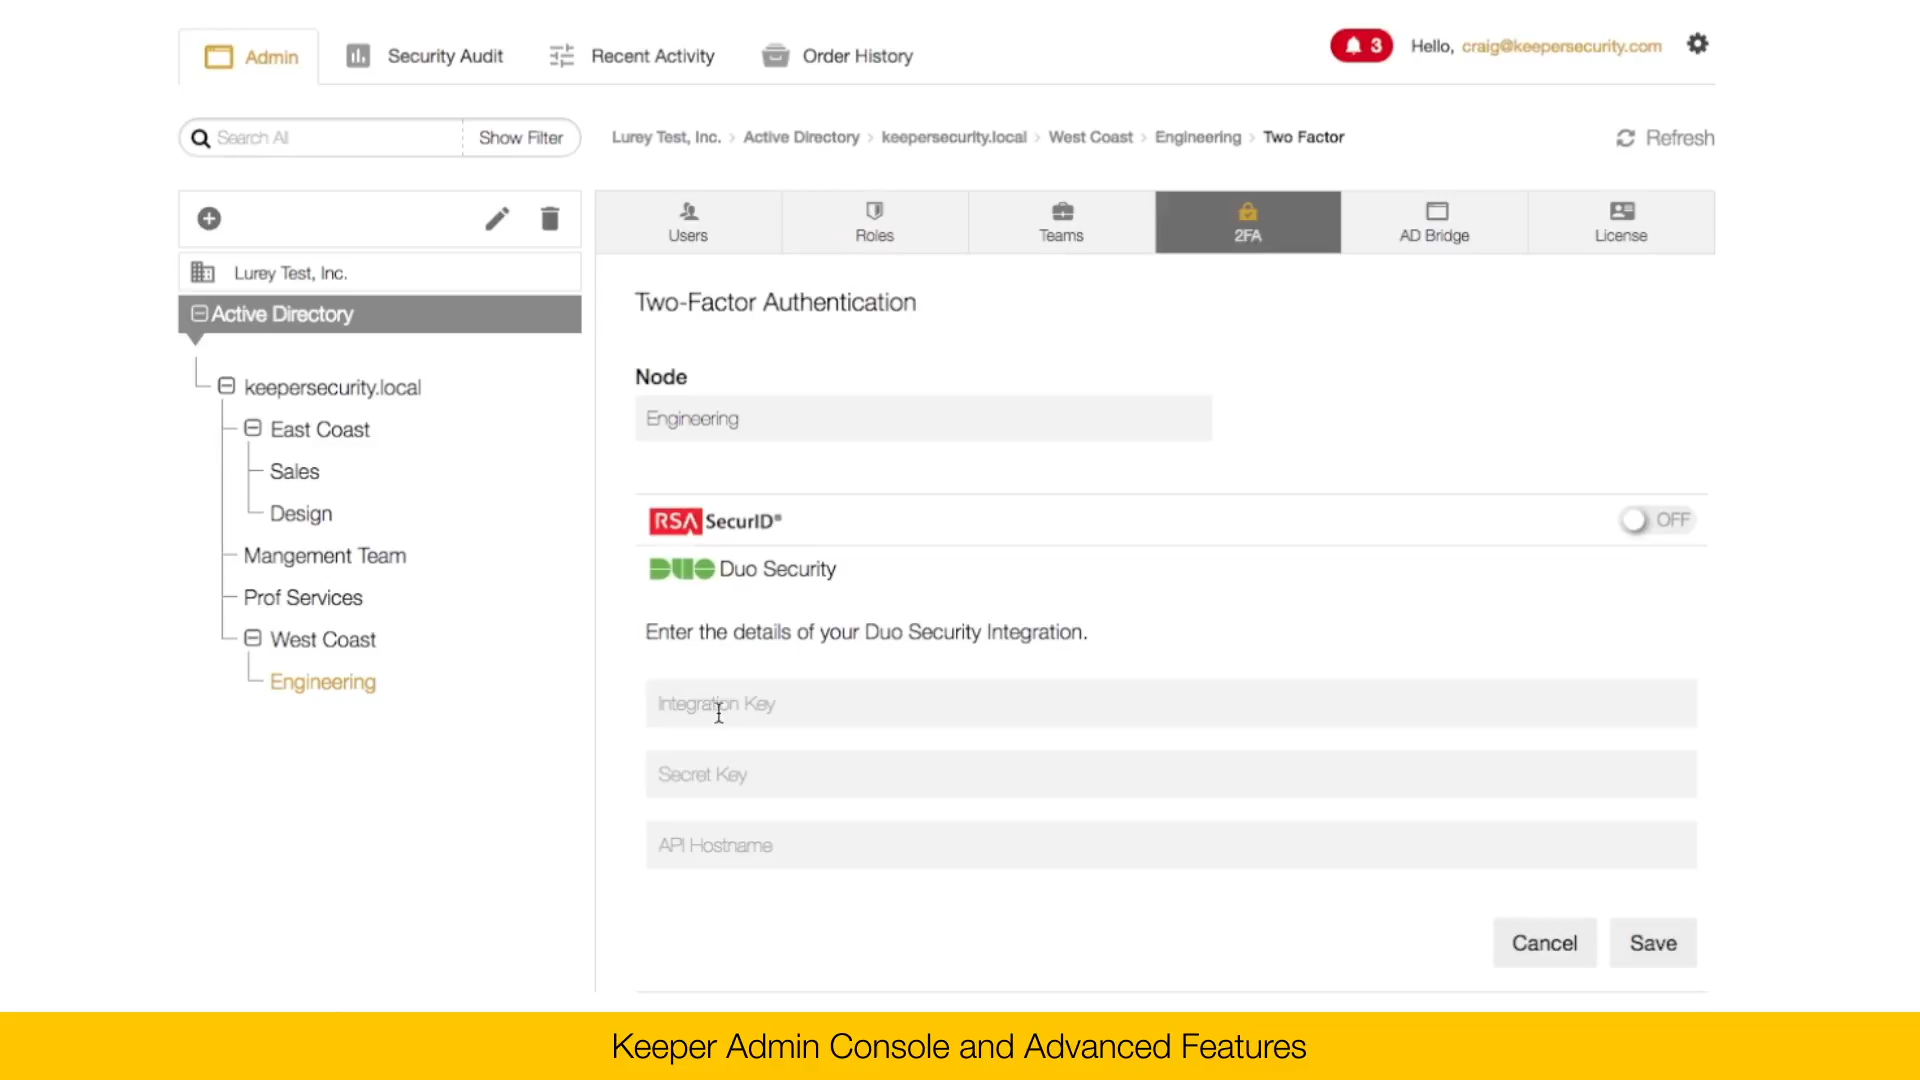 Admin
Security Audit
Recent Activity
Order History
3
Hello, craig@keepersecurity.com
Search All
Show Filter
Lurey Test, Inc. › Active Directory › keepersecurity.local › West Coast › Engineering › Two Factor
Refresh
Users
Roles
Teams
2FA
AD Bridge
License
Lurey Test, Inc.
Active Directory
keepersecurity.local
East Coast
Sales
Design
Mangement Team
Prof Services
West Coast
Engineering
Two-Factor Authentication
Node
Engineering
RSA SecurID®
OFF
DUO Duo Security
Enter the details of your Duo Security Integration.
Integration Key
Secret Key
API Hostname
Cancel
Save
Keeper Admin Console and Advanced Features